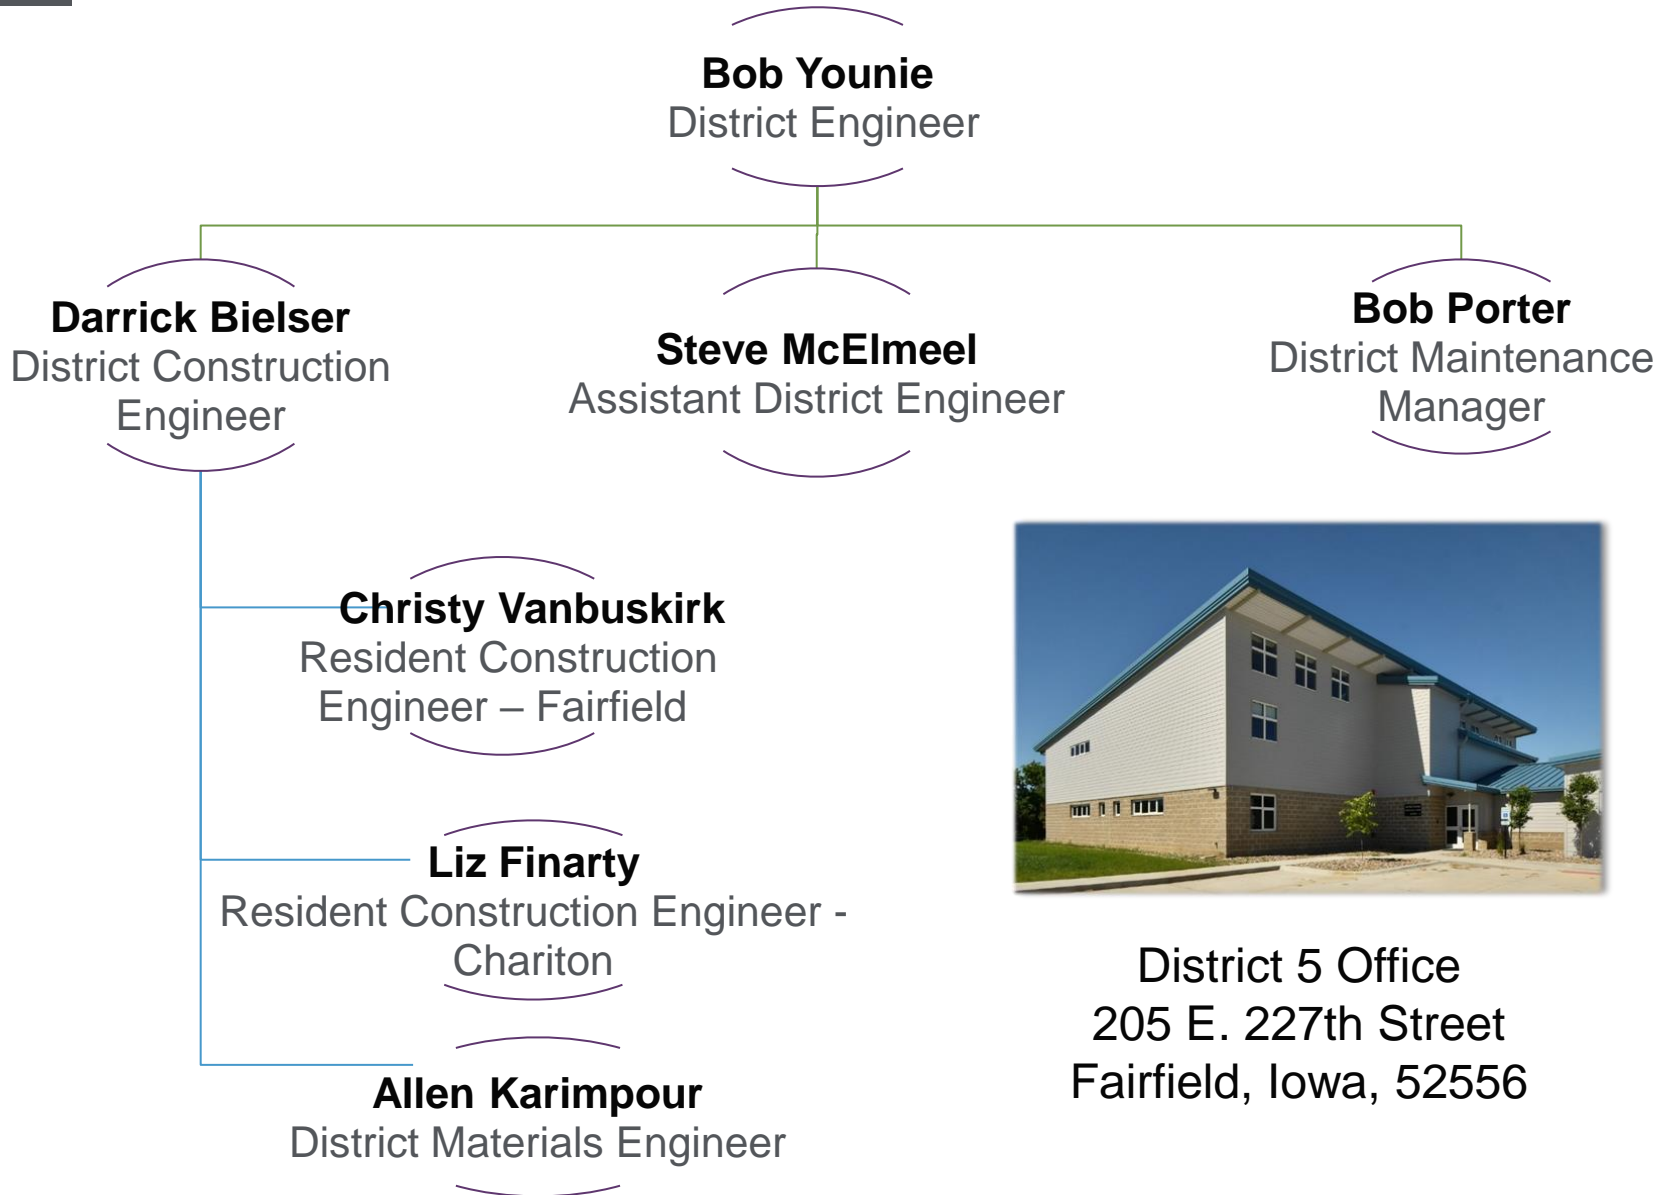 Bob Younie
District Engineer
Darrick Bielser
District Construction
Engineer
Steve McElmeel
Assistant District Engineer
Bob Porter
District Maintenance
Manager
Christy Vanbuskirk
Resident Construction
Engineer – Fairfield
Liz Finarty
Resident Construction Engineer -
Chariton
Allen Karimpour
District Materials Engineer
District 5 Office
205 E. 227th Street
Fairfield, Iowa, 52556